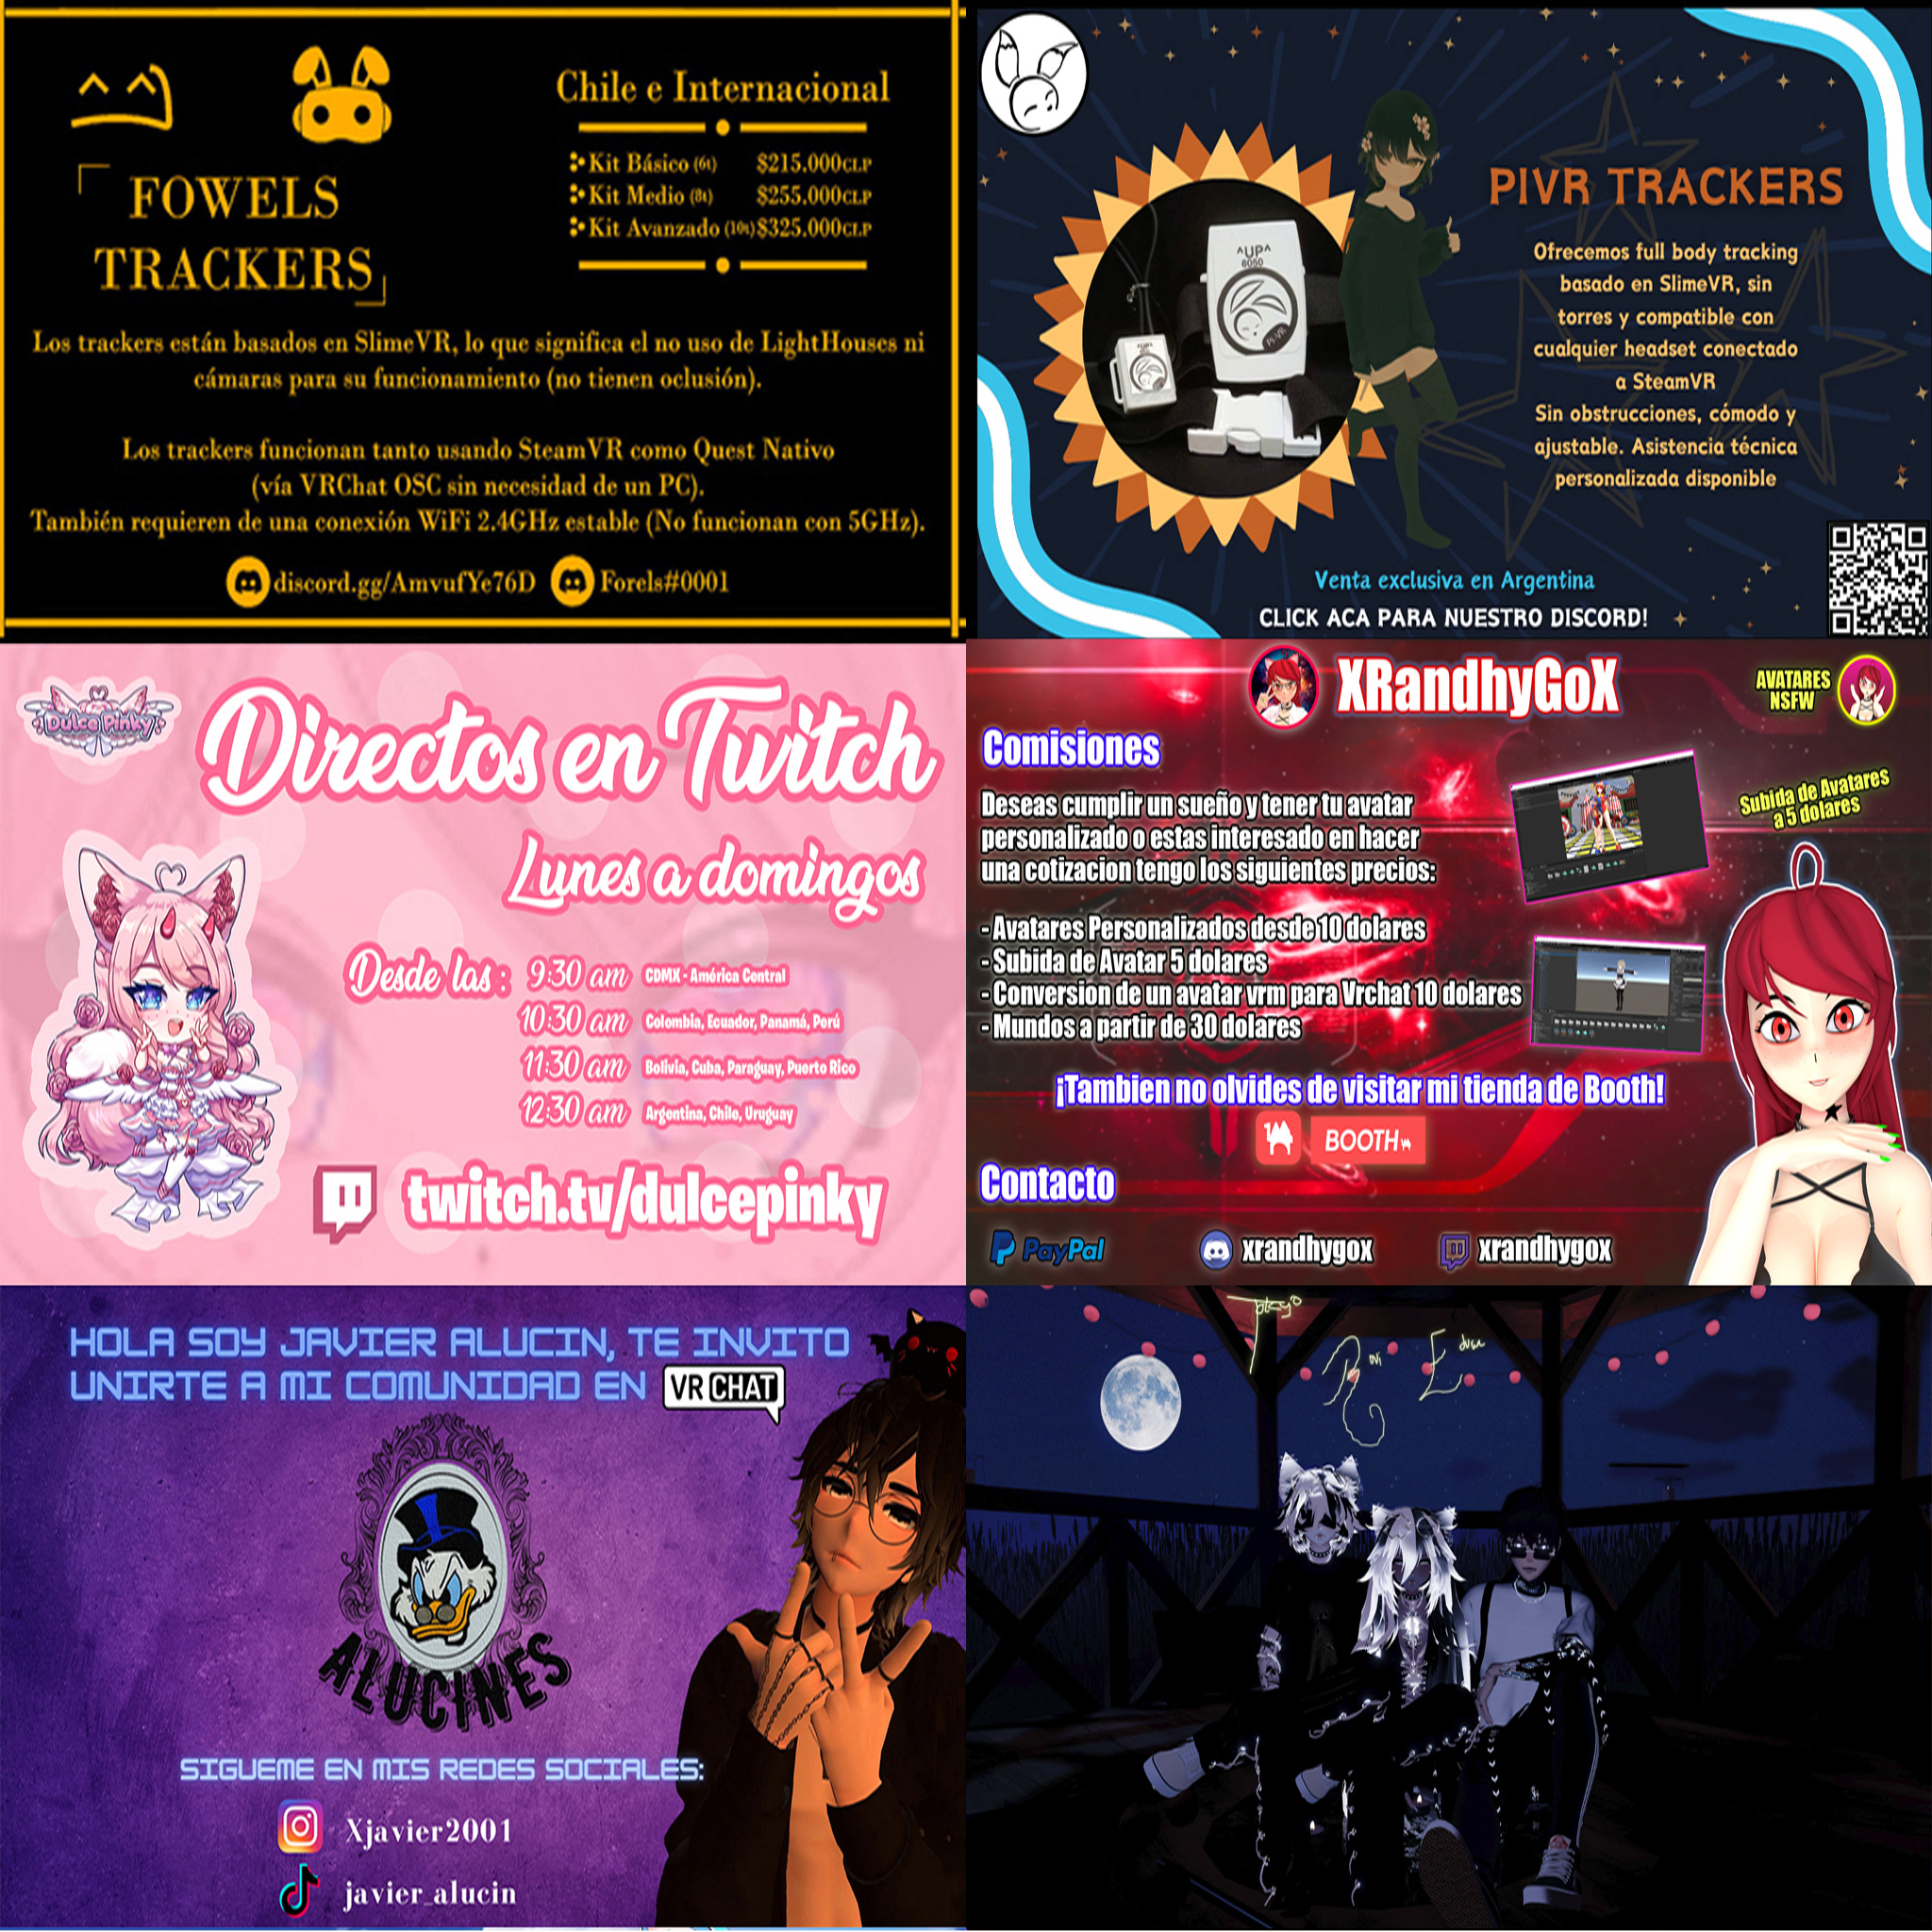 FOWELS
TRACKERS
Chile e Internacional
Kit Básico (6t) $215.000CLP
Kit Medio (8t) $255.000CLP
Kit Avanzado (10t) $325.000CLP
Los trackers están basados en SlimeVR, lo que significa el no uso de LightHouses ni
cámaras para su funcionamiento (no tienen oclusión).
Los trackers funcionan tanto usando SteamVR como Quest Nativo
(vía VRChat OSC sin necesidad de un PC).
También requieren de una conexión WiFi 2.4GHz estable (No funcionan con 5GHz).
discord.gg/AmvufYe76D Forels#0001
PIVR TRACKERS
^UP^
6050
PI-VR
Ofrecemos full body tracking
basado en SlimeVR, sin
torres y compatible con
cualquier headset conectado
a SteamVR
Sin obstrucciones, cómodo y
ajustable. Asistencia técnica
personalizada disponible
Venta exclusiva en Argentina
CLICK ACA PARA NUESTRO DISCORD!
Dulce Pinky
Directos en Twitch
Lunes a domingos
Desde las: 9:30 am CDMX - América Central
10:30 am Colombia, Ecuador, Panamá, Perú
11:30 am Bolivia, Cuba, Paraguay, Puerto Rico
12:30 am Argentina, Chile, Uruguay
twitch.tv/dulcepinky
XRandhyGoX
AVATARES
NSFW
Comisiones
Subida de Avatares
a 5 dolares
Deseas cumplir un sueño y tener tu avatar
personalizado o estas interesado en hacer
una cotizacion tengo los siguientes precios:
- Avatares Personalizados desde 10 dolares
- Subida de Avatar 5 dolares
- Conversion de un avatar vrm para Vrchat 10 dolares
- Mundos a partir de 30 dolares
¡Tambien no olvides de visitar mi tienda de Booth!
BOOTH
Contacto
PayPal xrandhygox xrandhygox
HOLA SOY JAVIER ALUCIN, TE INVITO
UNIRTE A MI COMUNIDAD EN VRCHAT
ALUCINES
SIGUEME EN MIS REDES SOCIALES:
Xjavier2001
javier_alucin